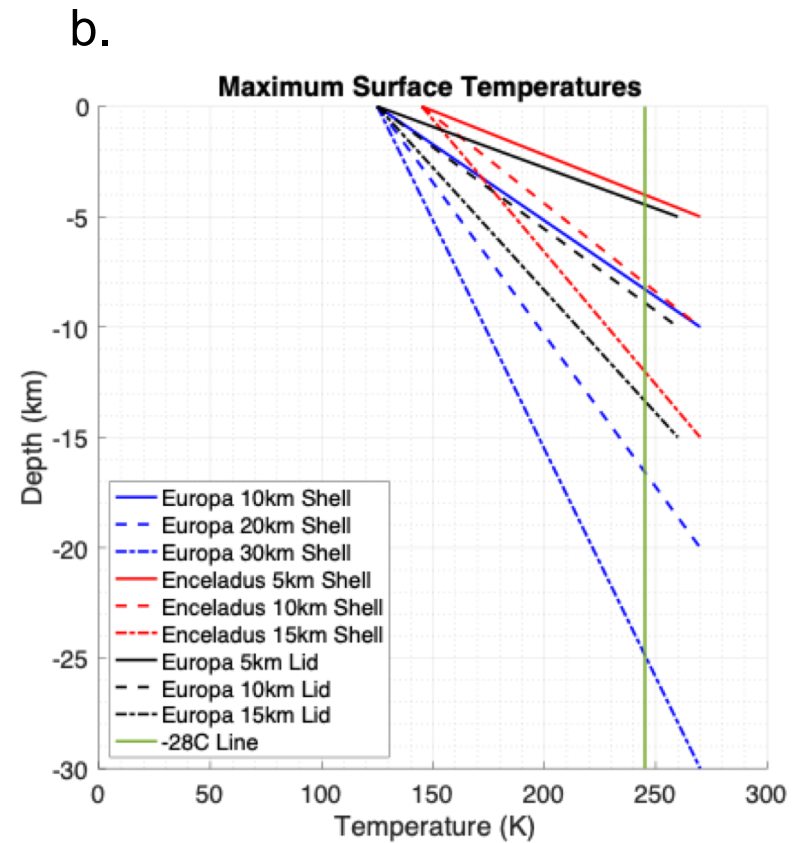 b.
Maximum Surface Temperatures
0
-5
-10
-15
-20
-25
-30
Depth (km)
Europa 10km Shell
Europa 20km Shell
Europa 30km Shell
Enceladus 5km Shell
Enceladus 10km Shell
Enceladus 15km Shell
Europa 5km Lid
Europa 10km Lid
Europa 15km Lid
-28C Line
0 50 100 150 200 250 300
Temperature (K)